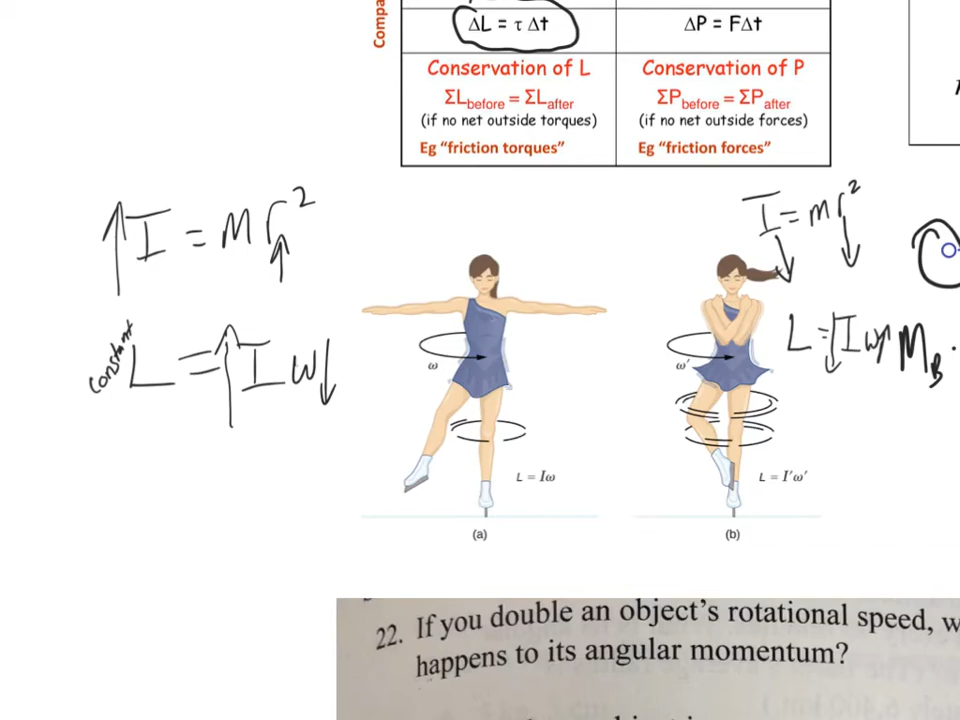 Compa
ΔL = τ Δt
ΔP = FΔt
Conservation of L
ΣLbefore = ΣLafter
(if no net outside torques)
Eg "friction torques"
Conservation of P
ΣPbefore = ΣPafter
(if no net outside forces)
Eg "friction forces"
I = mr²
constant
L = Iω
I = mr²
L = Iω
MB
ω
L = Iω
(a)
ω'
L = I'ω'
(b)
22. If you double an object's rotational speed, w
happens to its angular momentum?